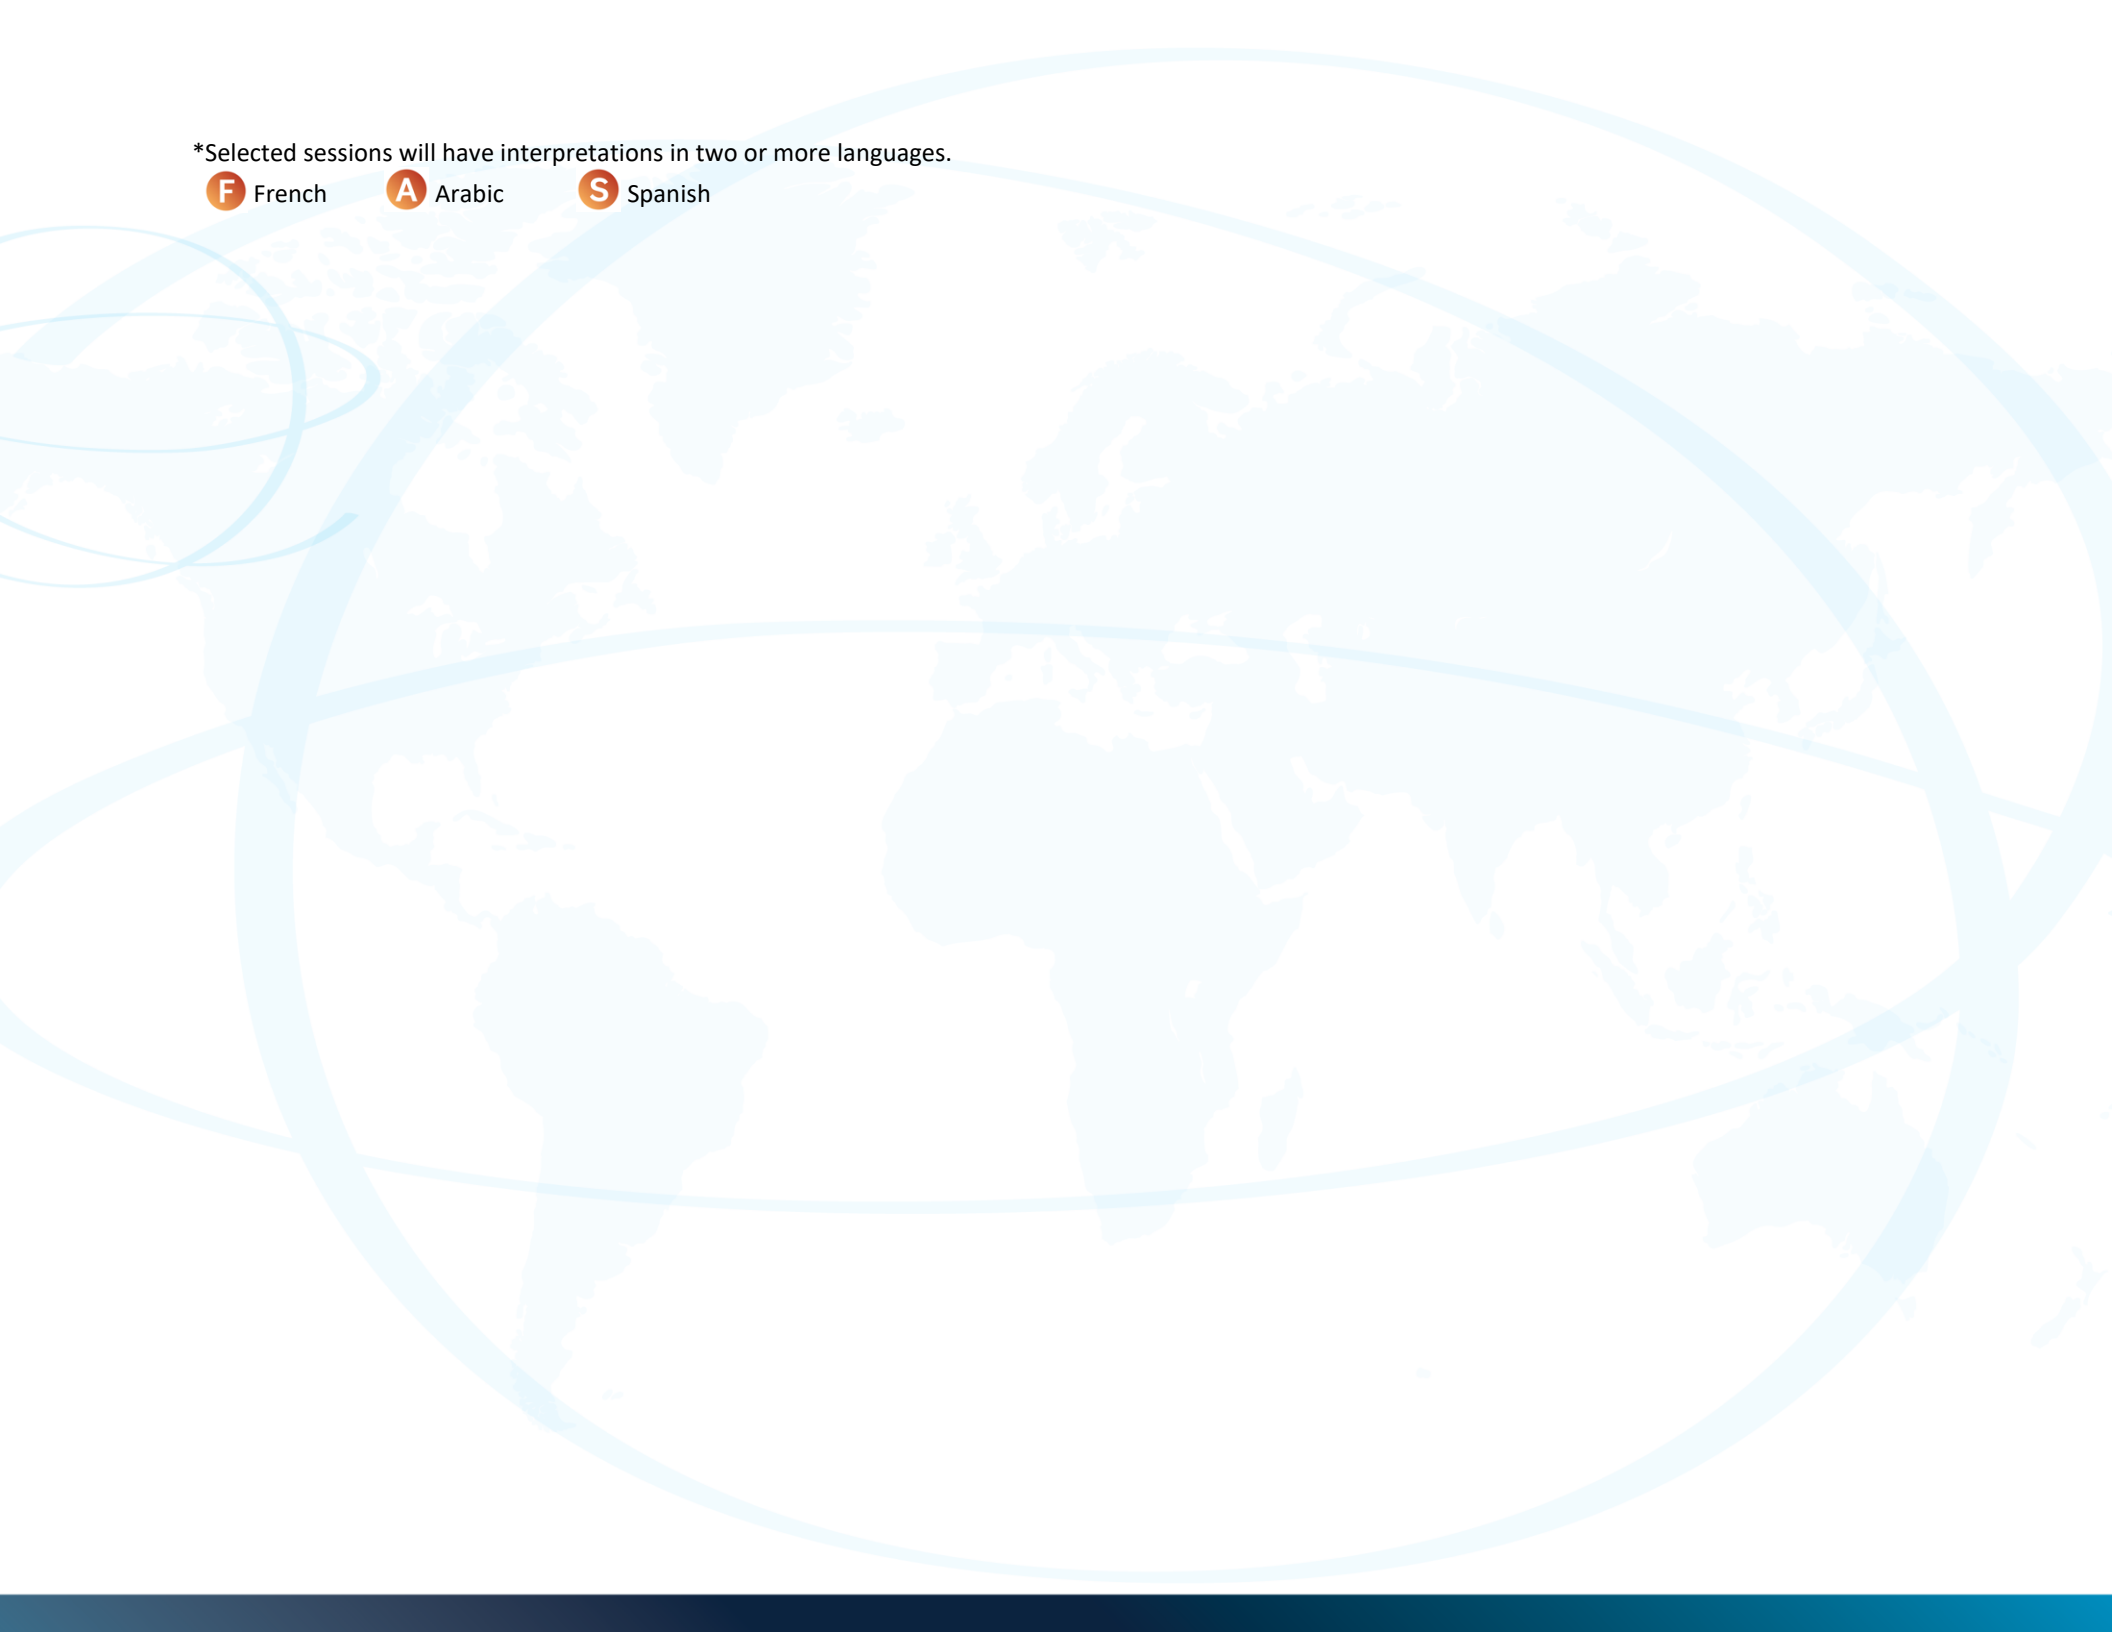 *Selected sessions will have interpretations in two or more languages.
F French A Arabic S Spanish